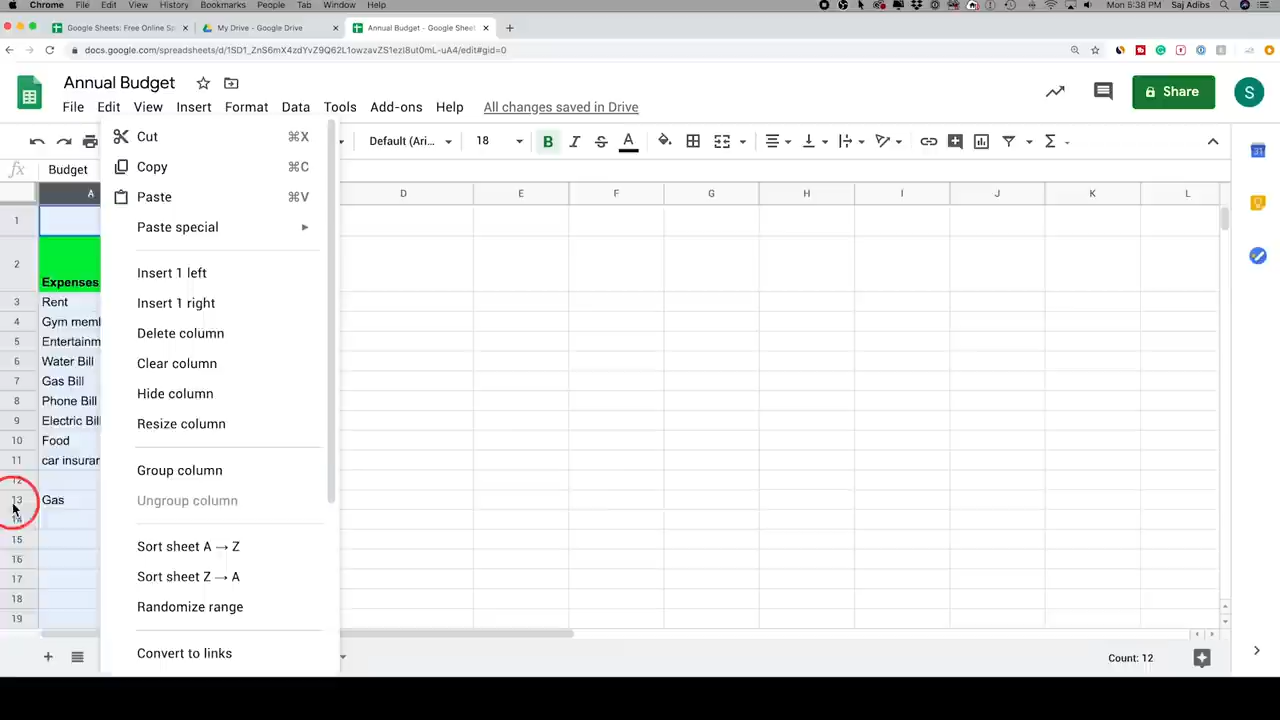 Chrome File Edit View History Bookmarks People Tab Window Help Mon 5:38 PM Saj Adibs
Google Sheets: Free Online Sp × My Drive - Google Drive × Annual Budget - Google Sheet × +
docs.google.com/spreadsheets/d/1SD1_ZnS6mX4zdYvZ9Q62L1owzavZS1ezI8ut0mL-uA4/edit#gid=0
Annual Budget
File Edit View Insert Format Data Tools Add-ons Help All changes saved in Drive
Share
S
Default (Ari... 18 B I S A
fx Budget
A D E F G H I J K L
1
2 Expenses
3 Rent
4 Gym mem
5 Entertainm
6 Water Bill
7 Gas Bill
8 Phone Bill
9 Electric Bil
10 Food
11 car insurar
12
13 Gas
14
15
16
17
18
19
Cut ⌘X
Copy ⌘C
Paste ⌘V
Paste special
Insert 1 left
Insert 1 right
Delete column
Clear column
Hide column
Resize column
Group column
Ungroup column
Sort sheet A → Z
Sort sheet Z → A
Randomize range
Convert to links
Count: 12